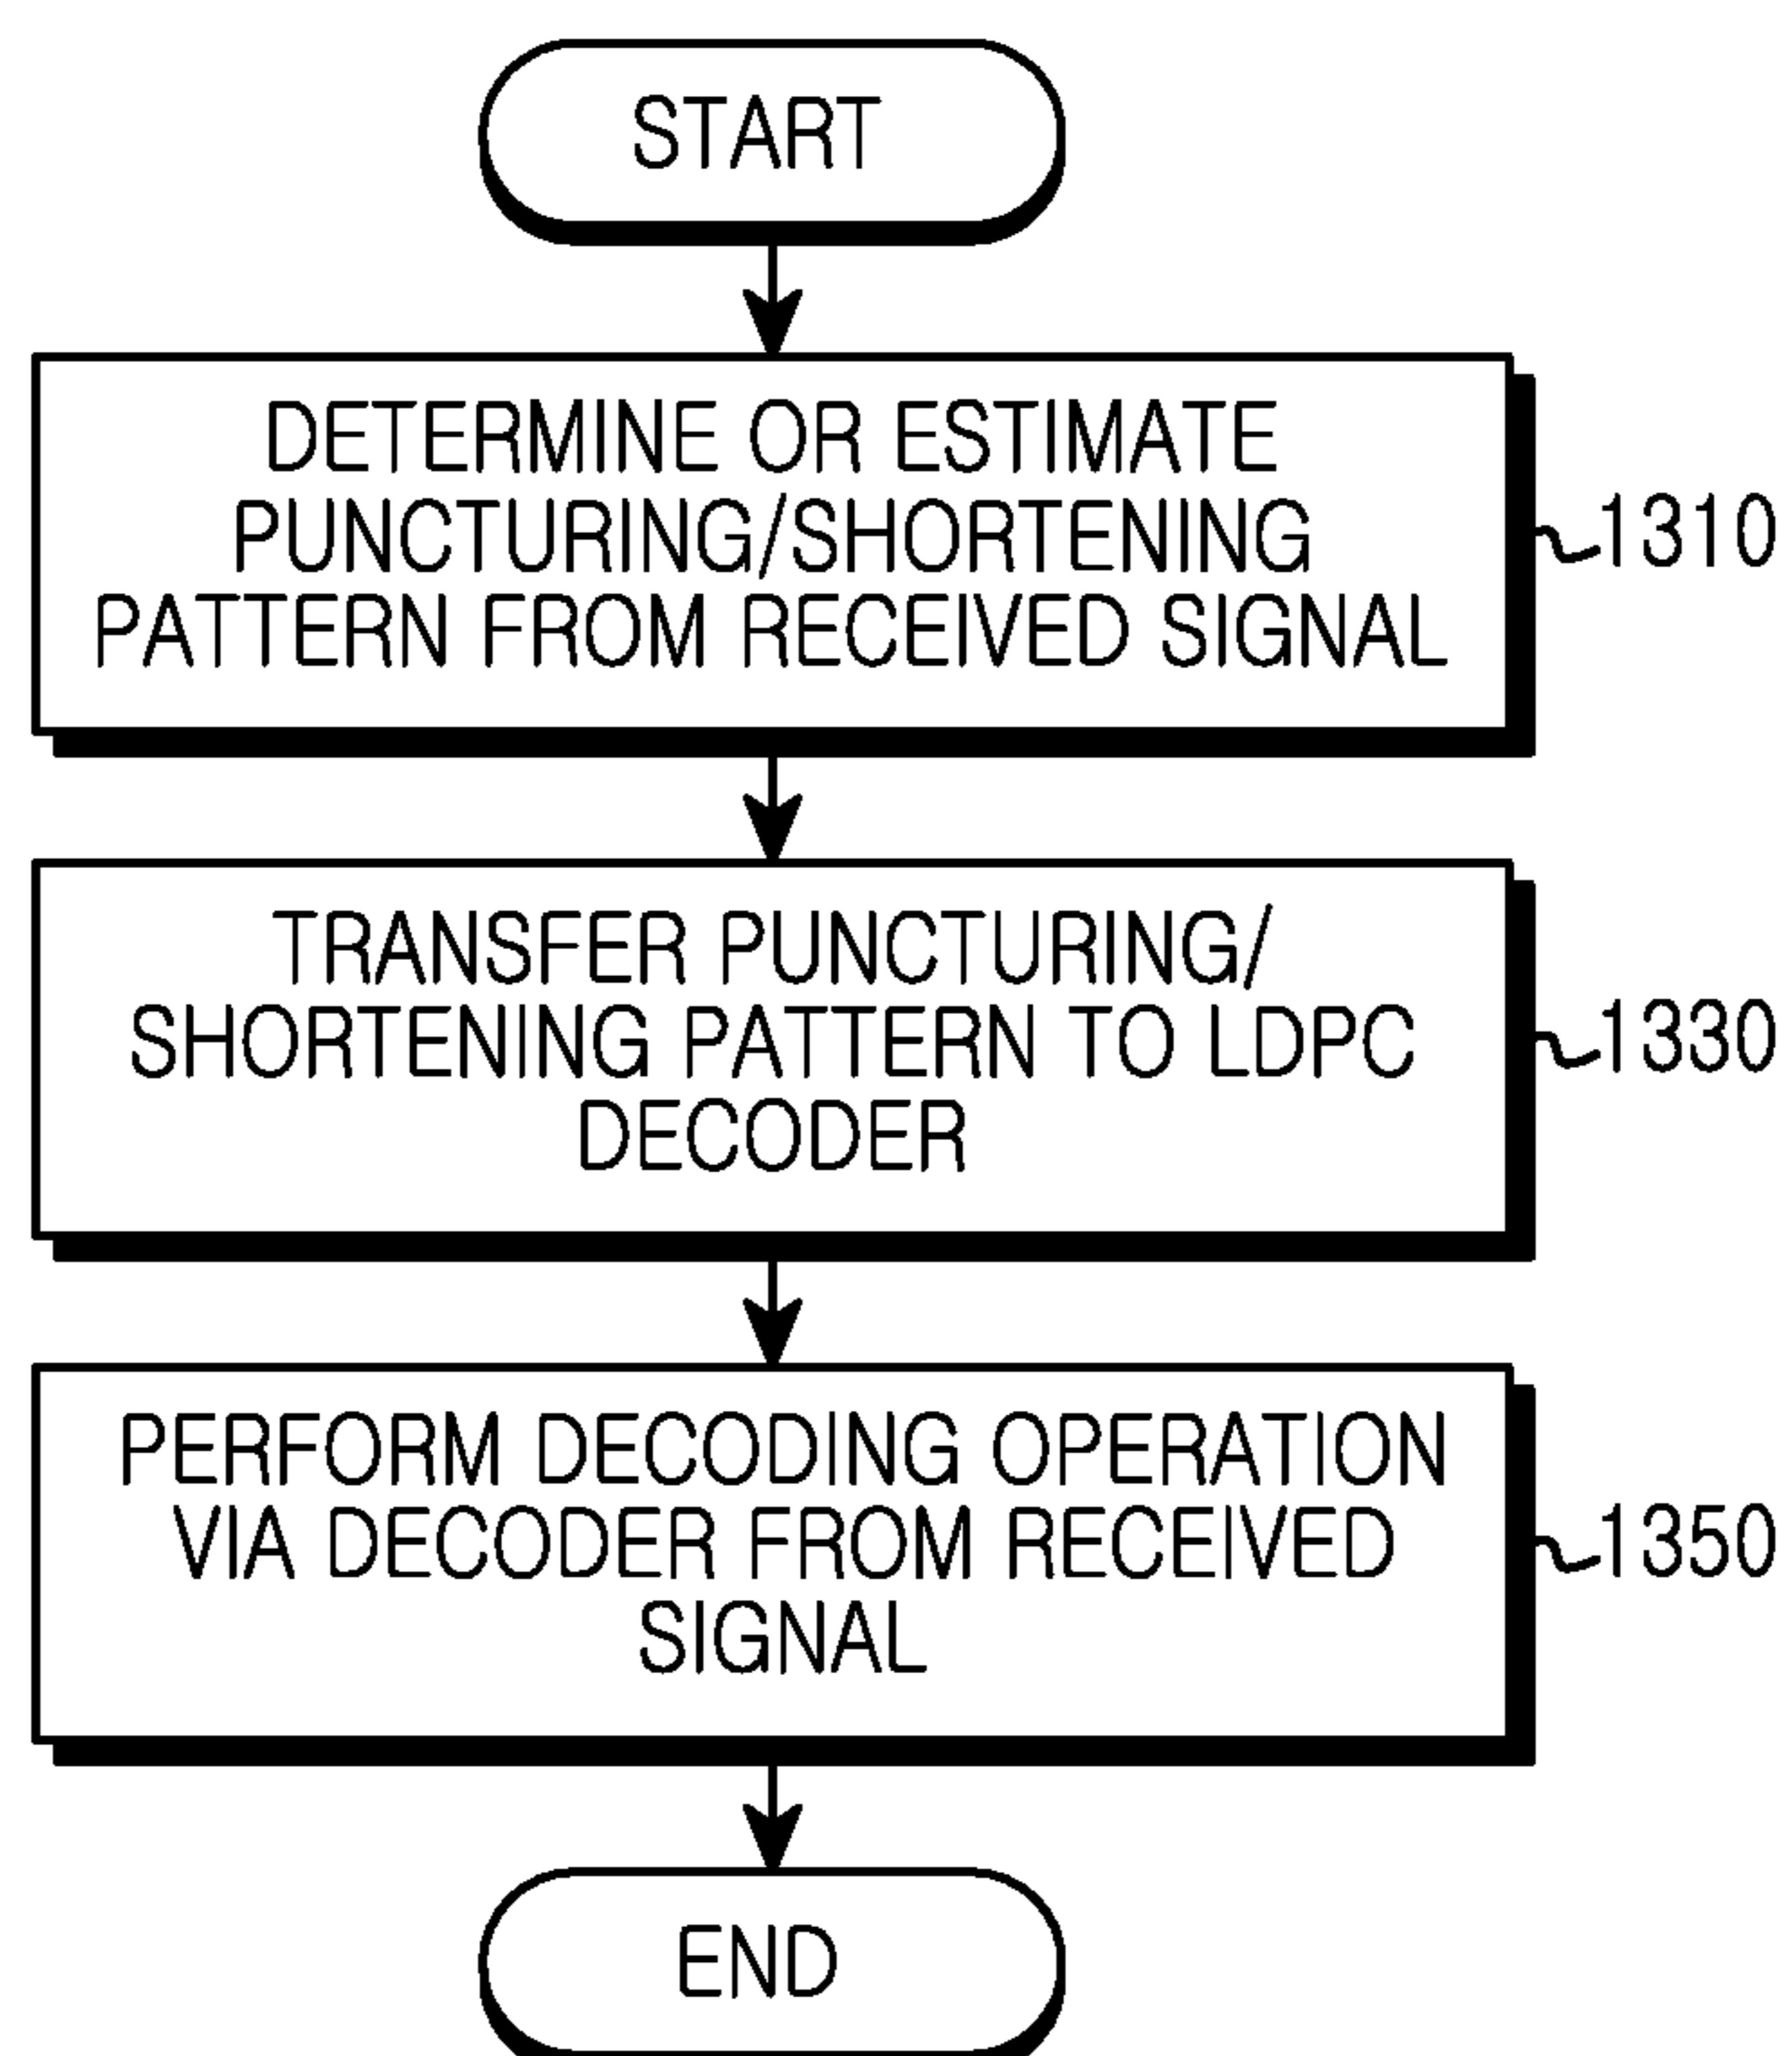 START
DETERMINE OR ESTIMATE
PUNCTURING/SHORTENING
PATTERN FROM RECEIVED SIGNAL
1310
TRANSFER PUNCTURING/
SHORTENING PATTERN TO LDPC
DECODER
1330
PERFORM DECODING OPERATION
VIA DECODER FROM RECEIVED
SIGNAL
1350
END